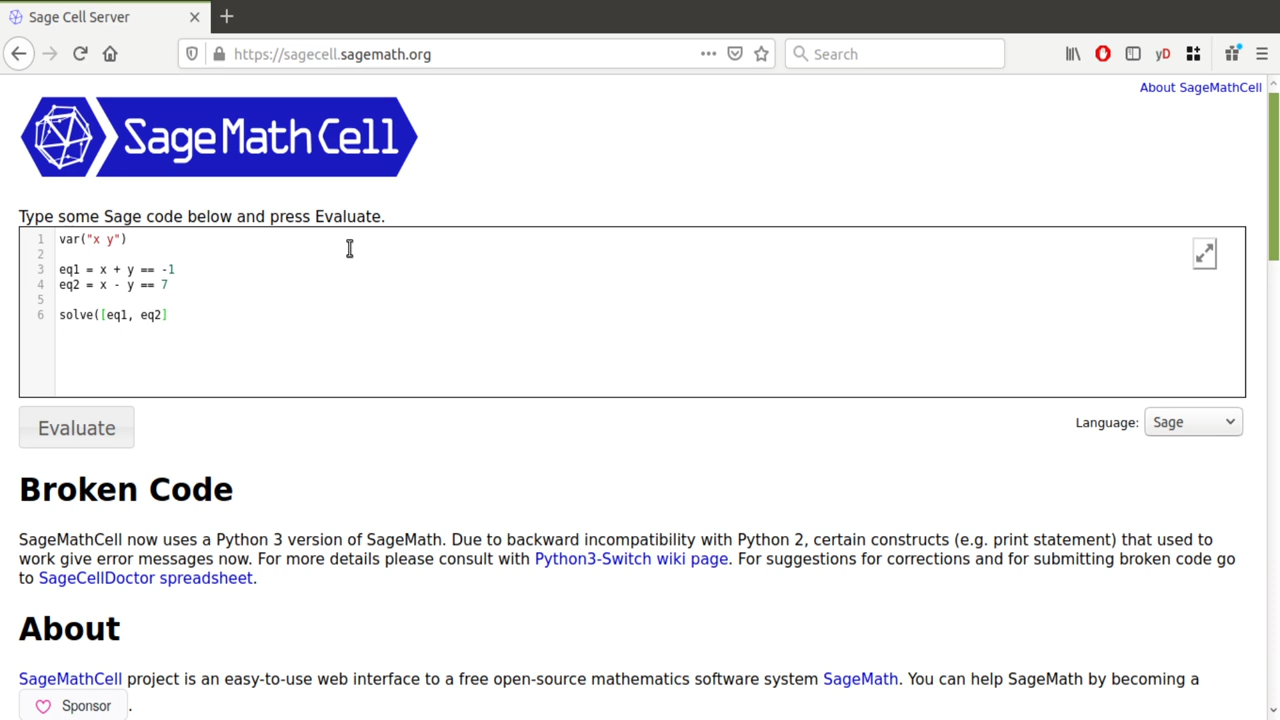 Sage Cell Server
https://sagecell.sagemath.org
Search
yD
About SageMathCell
SageMathCell
Type some Sage code below and press Evaluate.
1 var("x y")
2
3 eq1 = x + y == -1
4 eq2 = x - y == 7
5
6 solve([eq1, eq2]
Evaluate
Language: Sage
Broken Code
SageMathCell now uses a Python 3 version of SageMath. Due to backward incompatibility with Python 2, certain constructs (e.g. print statement) that used to
work give error messages now. For more details please consult with Python3-Switch wiki page. For suggestions for corrections and for submitting broken code go
to SageCellDoctor spreadsheet.
About
SageMathCell project is an easy-to-use web interface to a free open-source mathematics software system SageMath. You can help SageMath by becoming a
Sponsor .